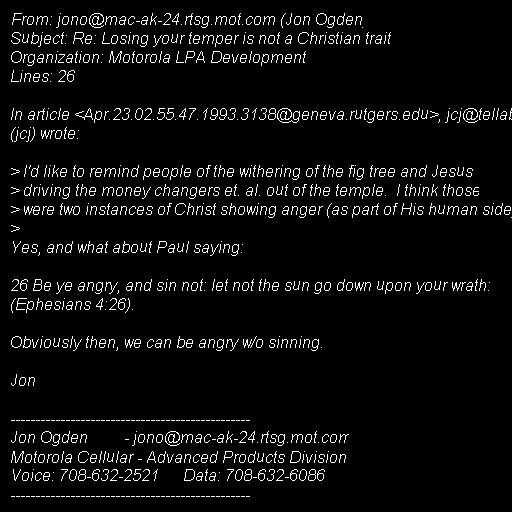 From: jono@mac-ak-24.rtsg.mot.com (Jon Ogden
Subject: Re: Losing your temper is not a Christian trait
Organization: Motorola LPA Development
Lines: 26

In article <Apr.23.02.55.47.1993.3138@geneva.rutgers.edu>, jcj@tellab
(jcj) wrote:

> I'd like to remind people of the withering of the fig tree and Jesus
> driving the money changers et. al. out of the temple.  I think those
> were two instances of Christ showing anger (as part of His human side
>
Yes, and what about Paul saying:

26 Be ye angry, and sin not: let not the sun go down upon your wrath:
(Ephesians 4:26).

Obviously then, we can be angry w/o sinning.

Jon

------------------------------------------------
Jon Ogden         - jono@mac-ak-24.rtsg.mot.com
Motorola Cellular - Advanced Products Division
Voice: 708-632-2521      Data: 708-632-6086
------------------------------------------------